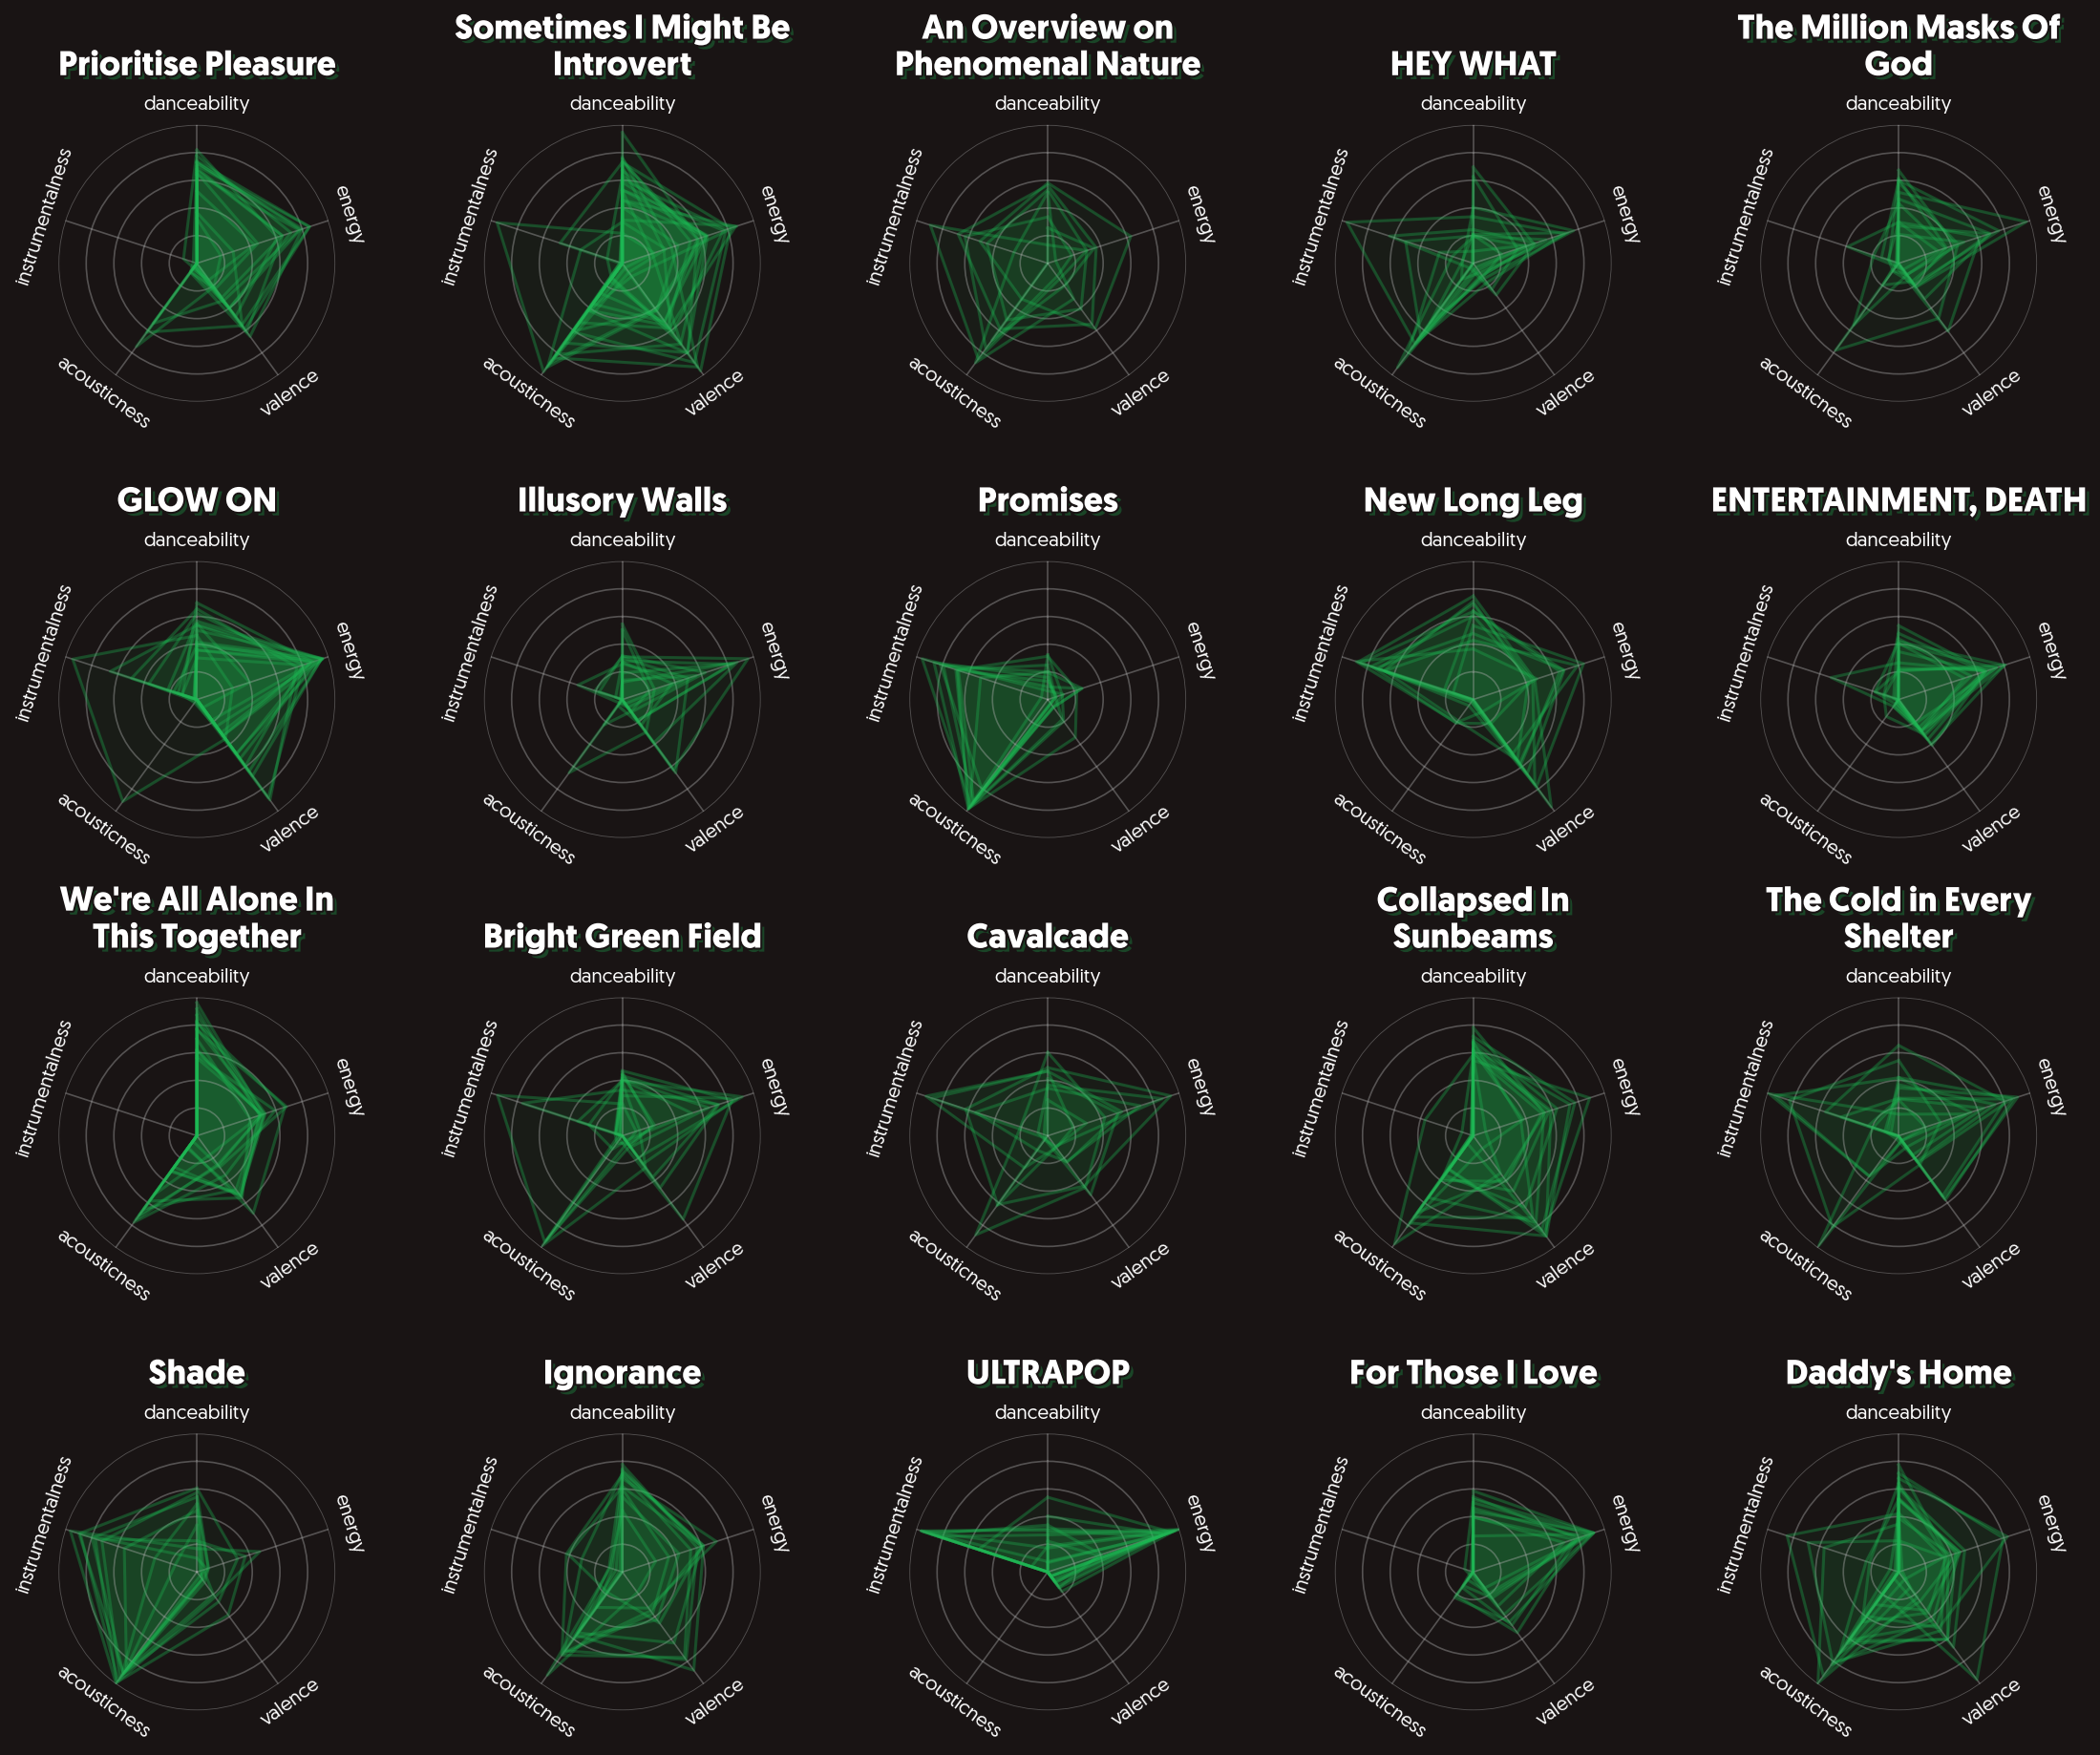 Prioritise Pleasure
danceability
energy
valence
acousticness
instrumentalness
Sometimes I Might Be
Introvert
danceability
energy
valence
acousticness
instrumentalness
An Overview on
Phenomenal Nature
danceability
energy
valence
acousticness
instrumentalness
HEY WHAT
danceability
energy
valence
acousticness
instrumentalness
The Million Masks Of
God
danceability
energy
valence
acousticness
instrumentalness
GLOW ON
danceability
energy
valence
acousticness
instrumentalness
Illusory Walls
danceability
energy
valence
acousticness
instrumentalness
Promises
danceability
energy
valence
acousticness
instrumentalness
New Long Leg
danceability
energy
valence
acousticness
instrumentalness
ENTERTAINMENT, DEATH
danceability
energy
valence
acousticness
instrumentalness
We're All Alone In
This Together
danceability
energy
valence
acousticness
instrumentalness
Bright Green Field
danceability
energy
valence
acousticness
instrumentalness
Cavalcade
danceability
energy
valence
acousticness
instrumentalness
Collapsed In
Sunbeams
danceability
energy
valence
acousticness
instrumentalness
The Cold in Every
Shelter
danceability
energy
valence
acousticness
instrumentalness
Shade
danceability
energy
valence
acousticness
instrumentalness
Ignorance
danceability
energy
valence
acousticness
instrumentalness
ULTRAPOP
danceability
energy
valence
acousticness
instrumentalness
For Those I Love
danceability
energy
valence
acousticness
instrumentalness
Daddy's Home
danceability
energy
valence
acousticness
instrumentalness